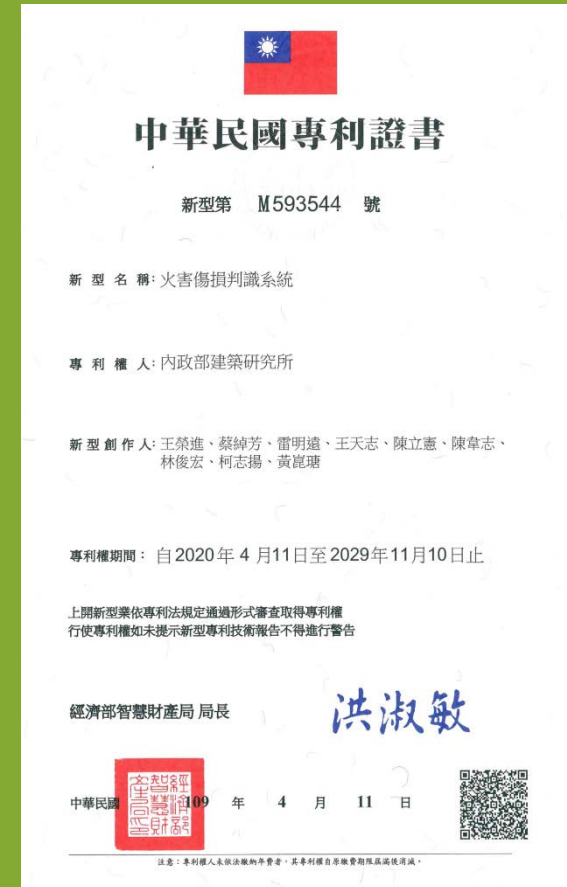 中華民國專利證書
新型第 M593544 號
新型名稱:火害傷損判識系統
專利權人:內政部建築研究所
新型創作人:王榮進、蔡綽芳、雷明遠、王天志、陳立憲、陳韋志、
林俊宏、柯志揚、黃崑瑭
專利權期間:自2020年 4 月11日至2029年11月10日止
上開新型業依專利法規定通過形式審查取得專利權
行使專利權如未提示新型專利技術報告不得進行警告
經濟部智慧財產局 局長
洪淑敏
經濟部智慧財產局印
中華民國 109 年 4 月 11 日
注意:專利權人未依法繳納年費者,其專利權自原繳費期限屆滿後消滅。